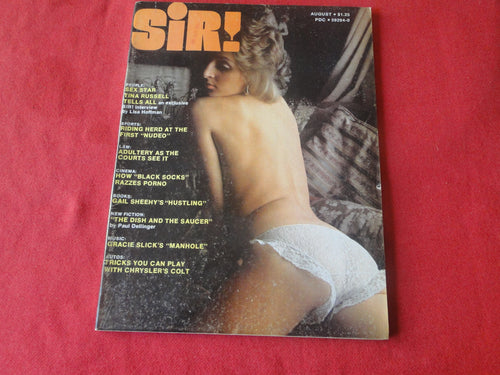 SiR!
AUGUST • $1.25
PDC • 59294-0
PEOPLE:
SEX STAR
TINA RUSSELL
TELLS ALL an exclusive
SIR! interview
by Lisa Hoffman
SPORTS:
RIDING HERD AT THE
FIRST "NUDEO"
LAW:
ADULTERY AS THE
COURTS SEE IT
CINEMA:
HOW "BLACK SOCKS"
RAZZES PORNO
BOOKS:
GAIL SHEEHY'S "HUSTLING"
NEW FICTION:
"THE DISH AND THE SAUCER"
by Paul Dellinger
MUSIC:
GRACIE SLICK'S "MANHOLE"
AUTOS:
TRICKS YOU CAN PLAY
WITH CHRYSLER'S COLT